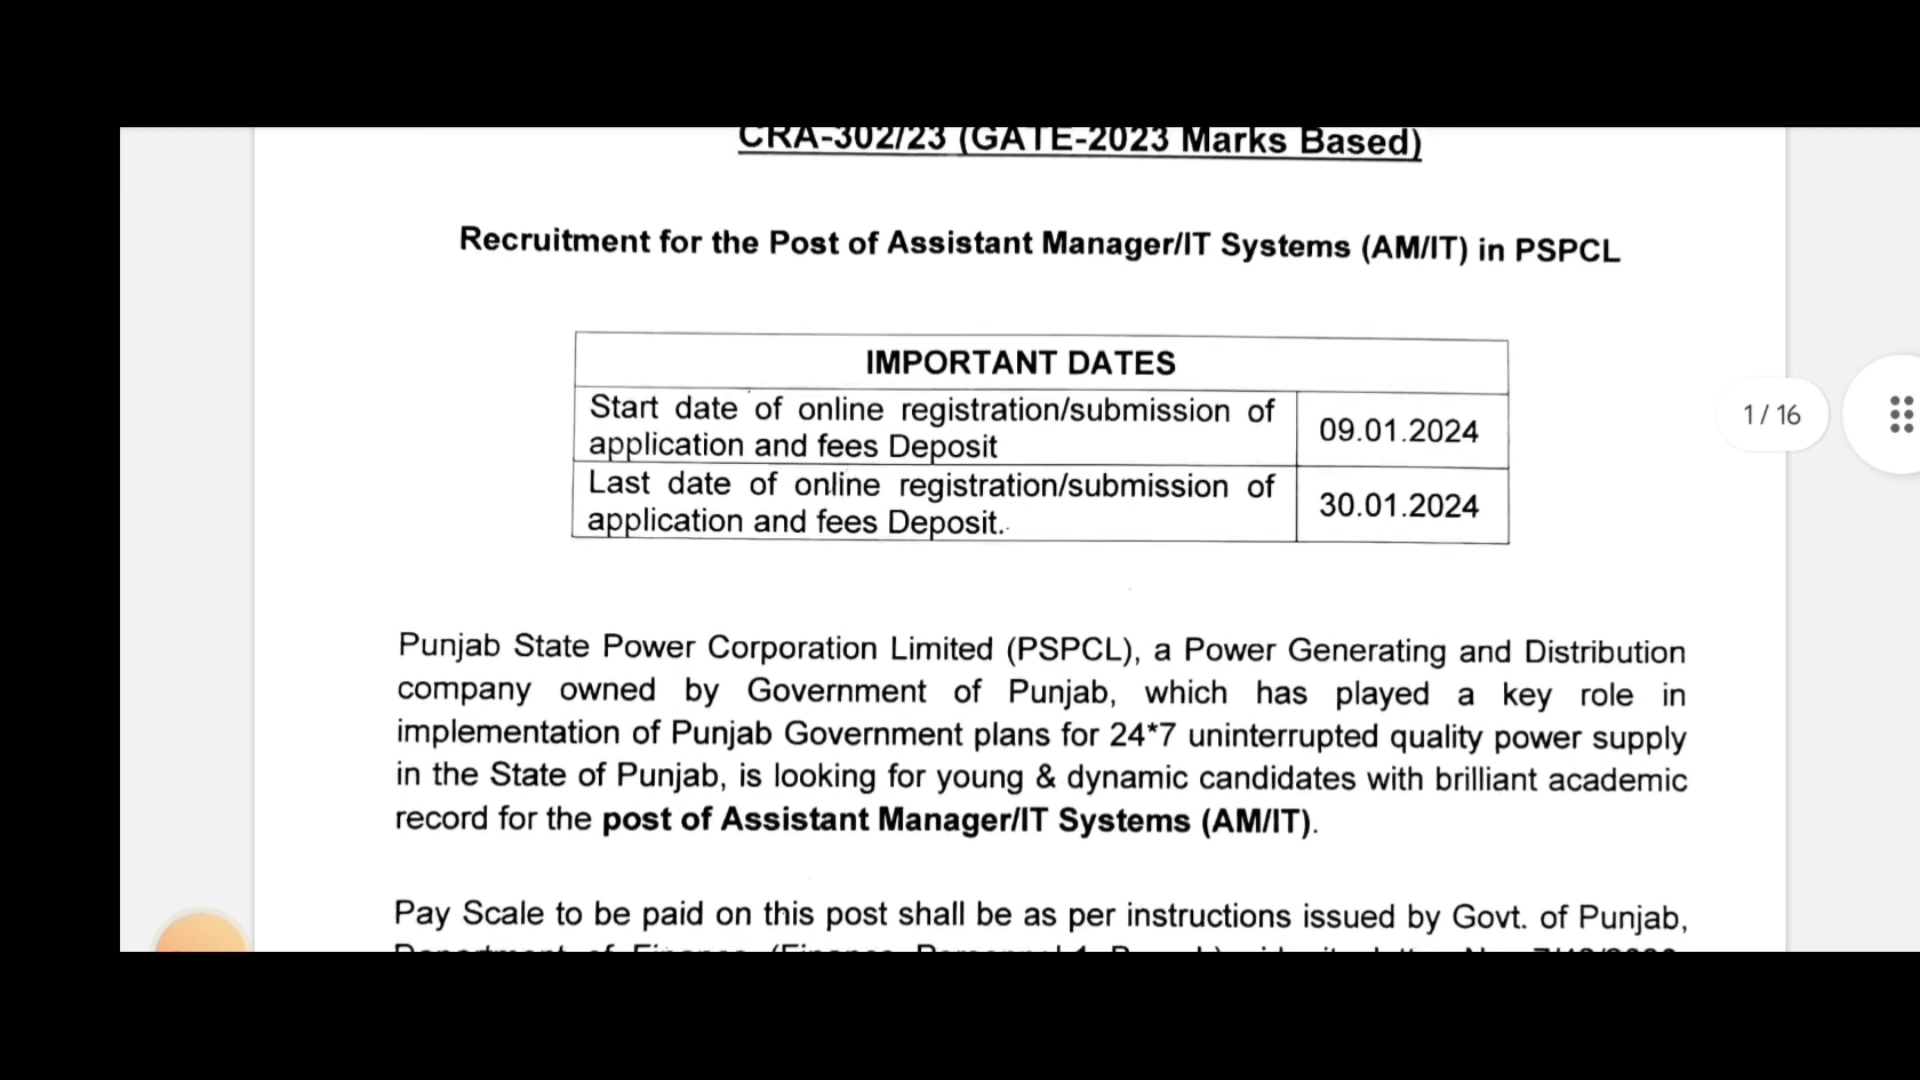 CRA-302/23 (GATE-2023 Marks Based)
Recruitment for the Post of Assistant Manager/IT Systems (AM/IT) in PSPCL
IMPORTANT DATES
Start date of online registration/submission of
application and fees Deposit
09.01.2024
Last date of online registration/submission of
application and fees Deposit.
30.01.2024
1 / 16
Punjab State Power Corporation Limited (PSPCL), a Power Generating and Distribution
company owned by Government of Punjab, which has played a key role in
implementation of Punjab Government plans for 24*7 uninterrupted quality power supply
in the State of Punjab, is looking for young & dynamic candidates with brilliant academic
record for the post of Assistant Manager/IT Systems (AM/IT).
Pay Scale to be paid on this post shall be as per instructions issued by Govt. of Punjab,